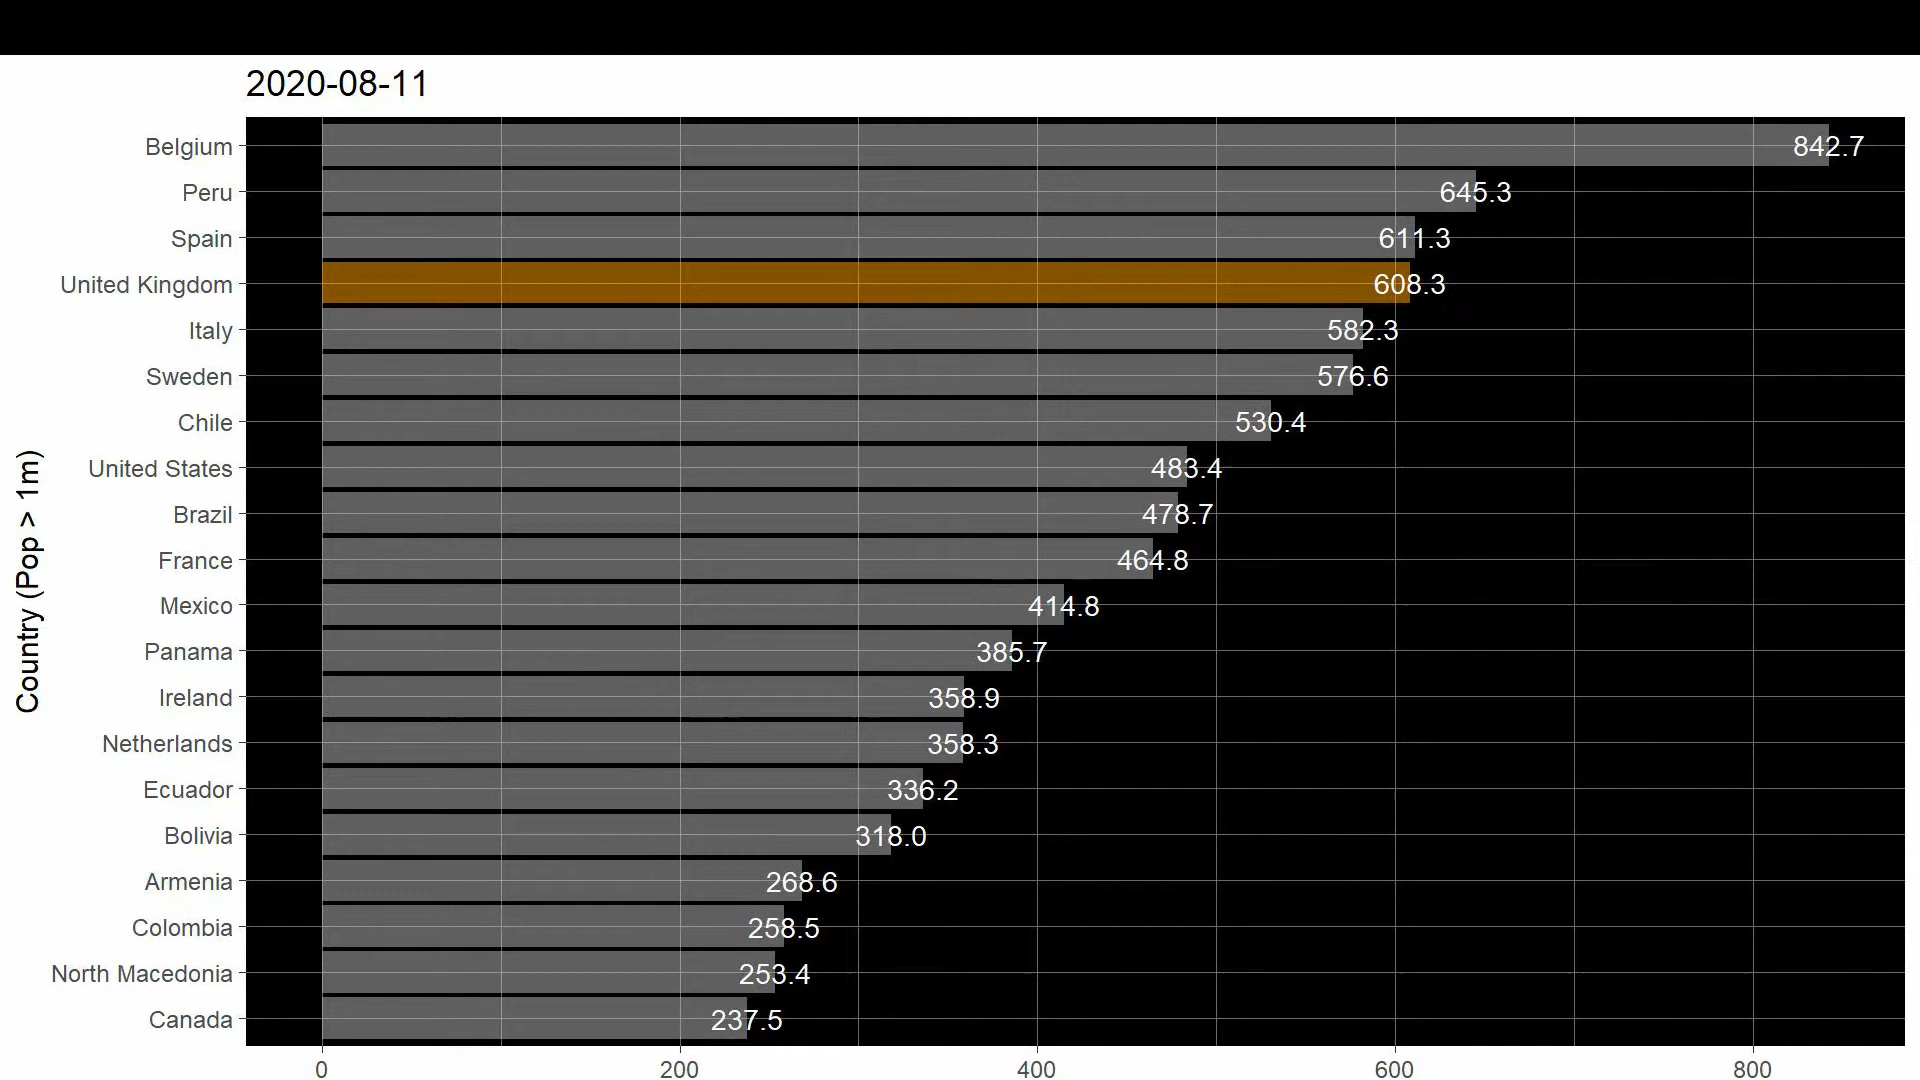 2020-08-11
Country (Pop > 1m)
Belgium 842.7
Peru 645.3
Spain 611.3
United Kingdom 608.3
Italy 582.3
Sweden 576.6
Chile 530.4
United States 483.4
Brazil 478.7
France 464.8
Mexico 414.8
Panama 385.7
Ireland 358.9
Netherlands 358.3
Ecuador 336.2
Bolivia 318.0
Armenia 268.6
Colombia 258.5
North Macedonia 253.4
Canada 237.5
0 200 400 600 800